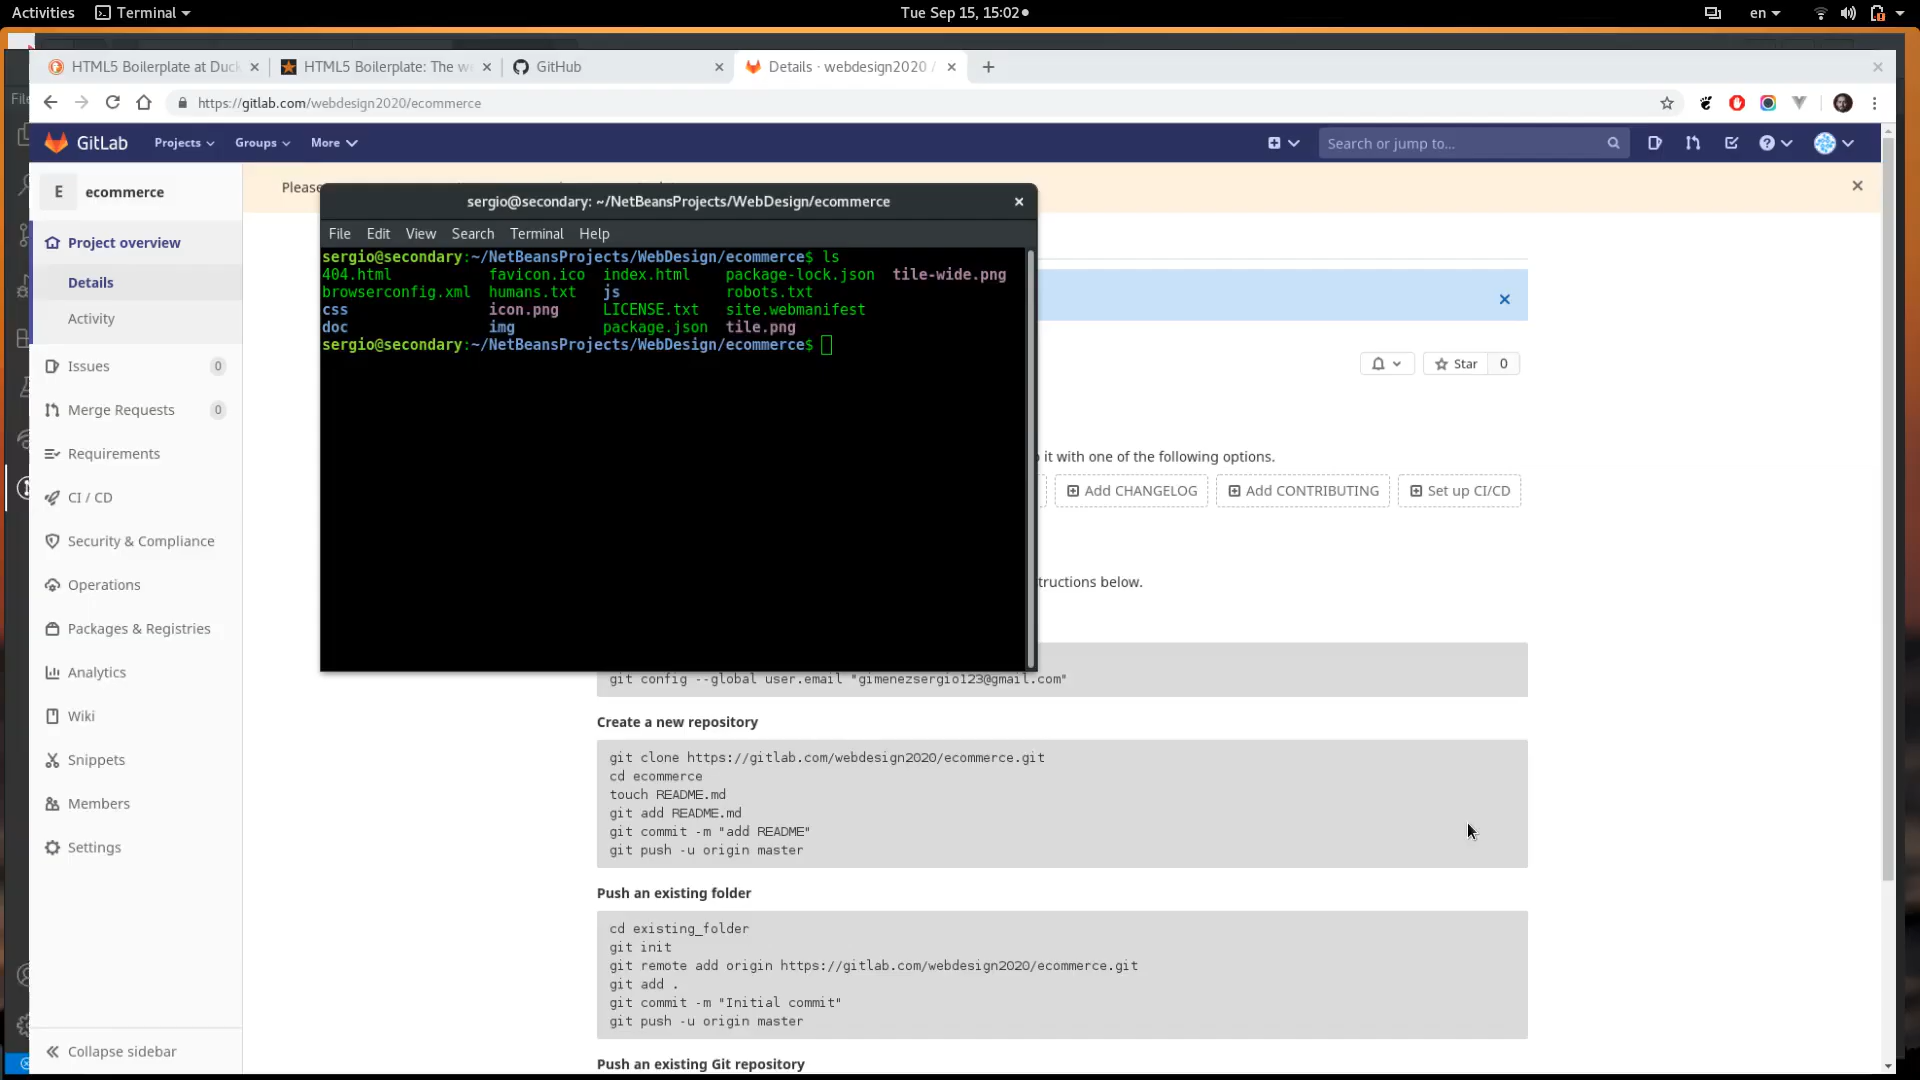 Activities Terminal Tue Sep 15, 15:02 en
HTML5 Boilerplate at Duck HTML5 Boilerplate: The we GitHub Details · webdesign2020 /
https://gitlab.com/webdesign2020/ecommerce
GitLab Projects Groups More Search or jump to...
E ecommerce
Please
sergio@secondary: ~/NetBeansProjects/WebDesign/ecommerce
File Edit View Search Terminal Help
sergio@secondary:~/NetBeansProjects/WebDesign/ecommerce$ ls
404.html favicon.ico index.html package-lock.json tile-wide.png
browserconfig.xml humans.txt js robots.txt
css icon.png LICENSE.txt site.webmanifest
doc img package.json tile.png
sergio@secondary:~/NetBeansProjects/WebDesign/ecommerce$
Project overview
Details
Activity
Issues 0
Merge Requests 0
Requirements
CI / CD
Security & Compliance
Operations
Packages & Registries
Analytics
Wiki
Snippets
Members
Settings
Collapse sidebar
Star 0
it with one of the following options.
Add CHANGELOG Add CONTRIBUTING Set up CI/CD
tructions below.
git config --global user.email "gimenezsergio123@gmail.com"
Create a new repository
git clone https://gitlab.com/webdesign2020/ecommerce.git
cd ecommerce
touch README.md
git add README.md
git commit -m "add README"
git push -u origin master
Push an existing folder
cd existing_folder
git init
git remote add origin https://gitlab.com/webdesign2020/ecommerce.git
git add .
git commit -m "Initial commit"
git push -u origin master
Push an existing Git repository